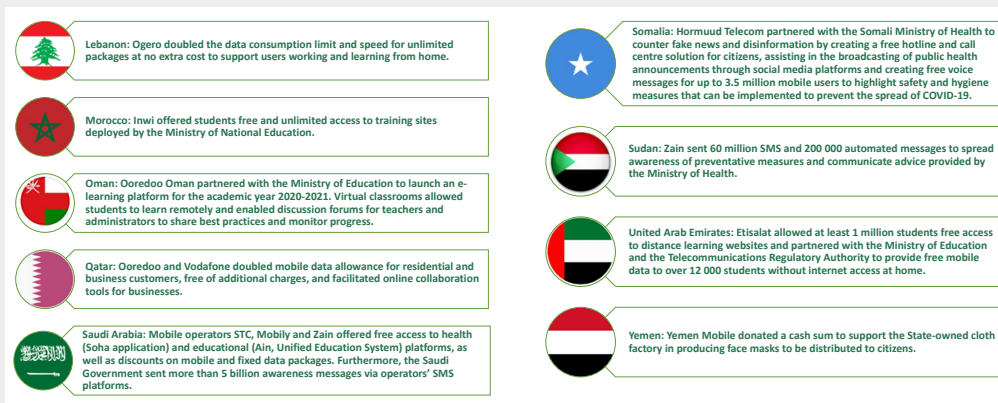 Lebanon: Ogero doubled the data consumption limit and speed for unlimited
packages at no extra cost to support users working and learning from home.
Morocco: Inwi offered students free and unlimited access to training sites
deployed by the Ministry of National Education.
Oman: Ooredoo Oman partnered with the Ministry of Education to launch an e-
learning platform for the academic year 2020-2021. Virtual classrooms allowed
students to learn remotely and enabled discussion forums for teachers and
administrators to share best practices and monitor progress.
Qatar: Ooredoo and Vodafone doubled mobile data allowance for residential and
business customers, free of additional charges, and facilitated online collaboration
tools for businesses.
Saudi Arabia: Mobile operators STC, Mobily and Zain offered free access to health
(Soha application) and educational (Ain, Unified Education System) platforms, as
well as discounts on mobile and fixed data packages. Furthermore, the Saudi
Government sent more than 5 billion awareness messages via operators’ SMS
platforms.
Somalia: Hormuud Telecom partnered with the Somali Ministry of Health to
counter fake news and disinformation by creating a free hotline and call
centre solution for citizens, assisting in the broadcasting of public health
announcements through social media platforms and creating free voice
messages for up to 3.5 million mobile users to highlight safety and hygiene
measures that can be implemented to prevent the spread of COVID-19.
Sudan: Zain sent 60 million SMS and 200 000 automated messages to spread
awareness of preventative measures and communicate advice provided by
the Ministry of Health.
United Arab Emirates: Etisalat allowed at least 1 million students free access
to distance learning websites and partnered with the Ministry of Education
and the Telecommunications Regulatory Authority to provide free mobile
data to over 12 000 students without internet access at home.
Yemen: Yemen Mobile donated a cash sum to support the State-owned cloth
factory in producing face masks to be distributed to citizens.